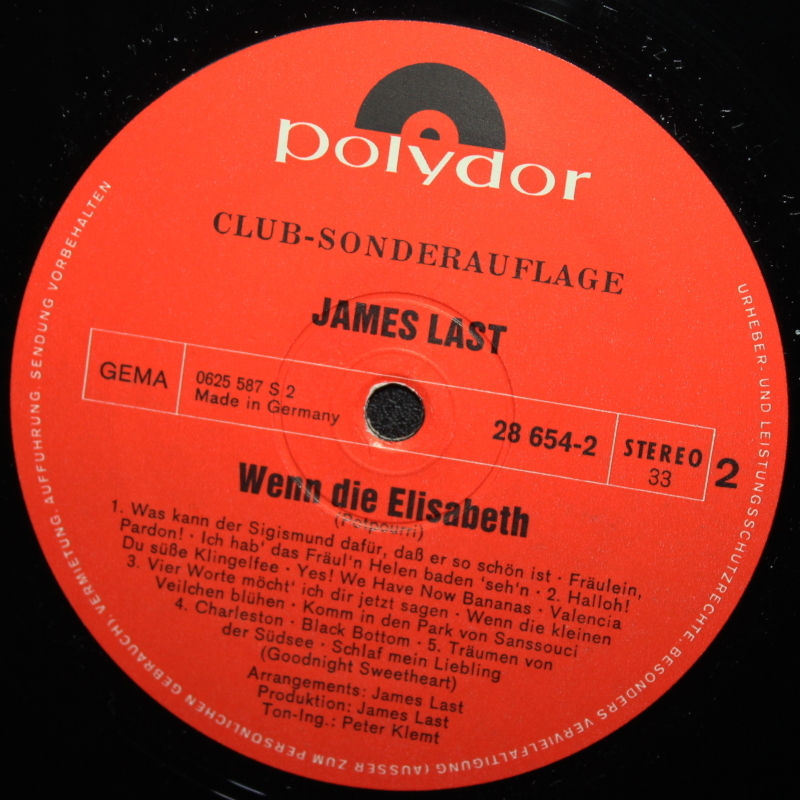 polydor
CLUB-SONDERAUFLAGE
JAMES LAST
GEMA
0625 587 S 2
Made in Germany
28 654-2
STEREO
33
2
Wenn die Elisabeth
(Potpourri)
1. Was kann der Sigismund dafür, daß er so schön ist · Fräulein,
Pardon! · Ich hab' das Fräul'n Helen baden 'seh'n · 2. Halloh!
Du süße Klingelfee · Yes! We Have Now Bananas · Valencia
3. Vier Worte möcht' ich dir jetzt sagen · Wenn die kleinen
Veilchen blühen · Komm in den Park von Sanssouci
4. Charleston · Black Bottom · 5. Träumen von
der Südsee · Schlaf mein Liebling
(Goodnight Sweetheart)
Arrangements: James Last
Produktion: James Last
Ton-Ing.: Peter Klemt
URHEBER- UND LEISTUNGSSCHUTZRECHTE, BESONDERS VERVIELFÄLTIGUNG (AUSSER ZUM PERSÖNLICHEN GEBRAUCH), VERMIETUNG, AUFFÜHRUNG, SENDUNG VORBEHALTEN